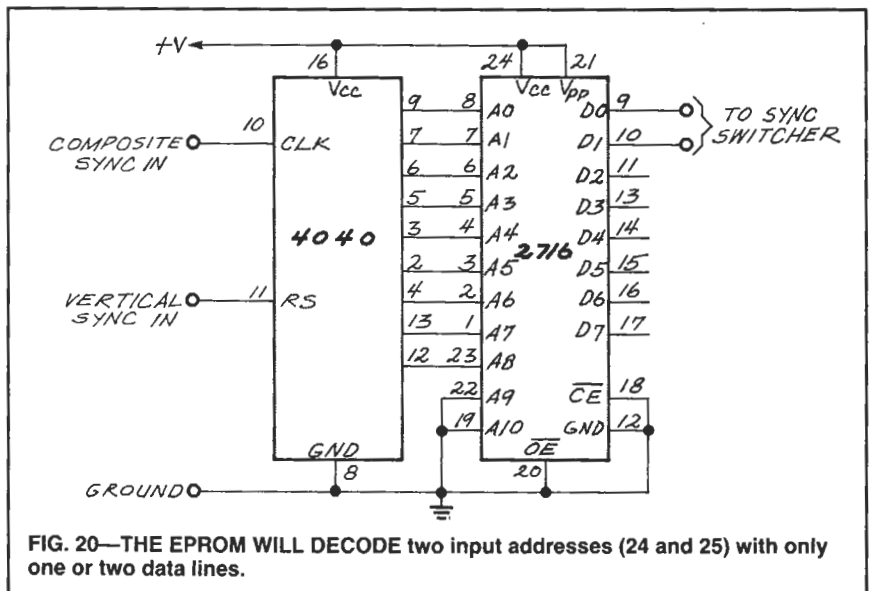 +V
16 24 21
Vcc Vcc Vpp
9 8 A0 D0 9
COMPOSITE SYNC IN 10 CLK
7 7 A1 D1 10
TO SYNC SWITCHER
6 6 A2 D2 11
5 5 A3 D3 13
4040
3 4 A4 D4 14
2716
2 3 A5 D5 15
VERTICAL SYNC IN 11 RS
4 2 A6 D6 16
13 1 A7 D7 17
12 23 A8
22 A9 CE 18
19 A10 GND 12
GND OE
8 20
GROUND
FIG. 20—THE EPROM WILL DECODE two input addresses (24 and 25) with only
one or two data lines.